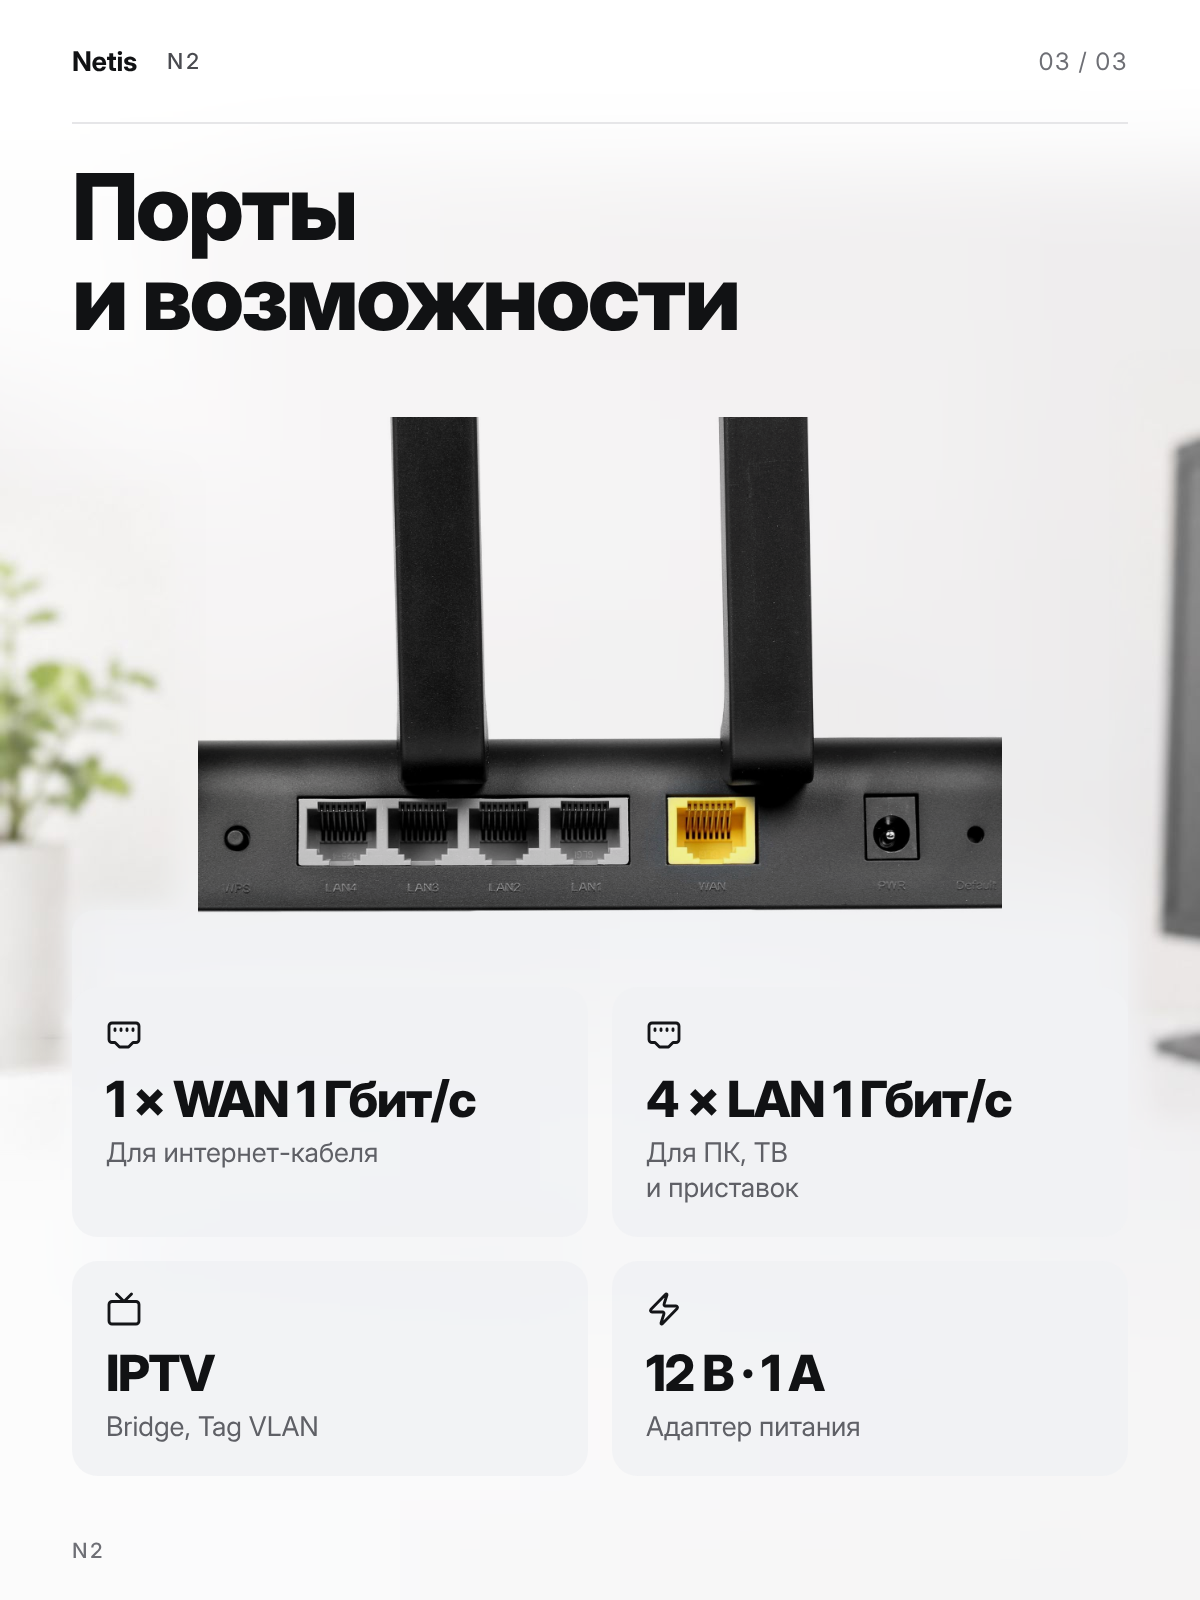 Netis N2 03 / 03
Порты
и возможности
WPS LAN4 LAN3 LAN2 LAN1 WAN PWR Default
1 × WAN 1 Гбит/с
Для интернет-кабеля
4 × LAN 1 Гбит/с
Для ПК, ТВ
и приставок
IPTV
Bridge, Tag VLAN
12 В · 1 А
Адаптер питания
N2